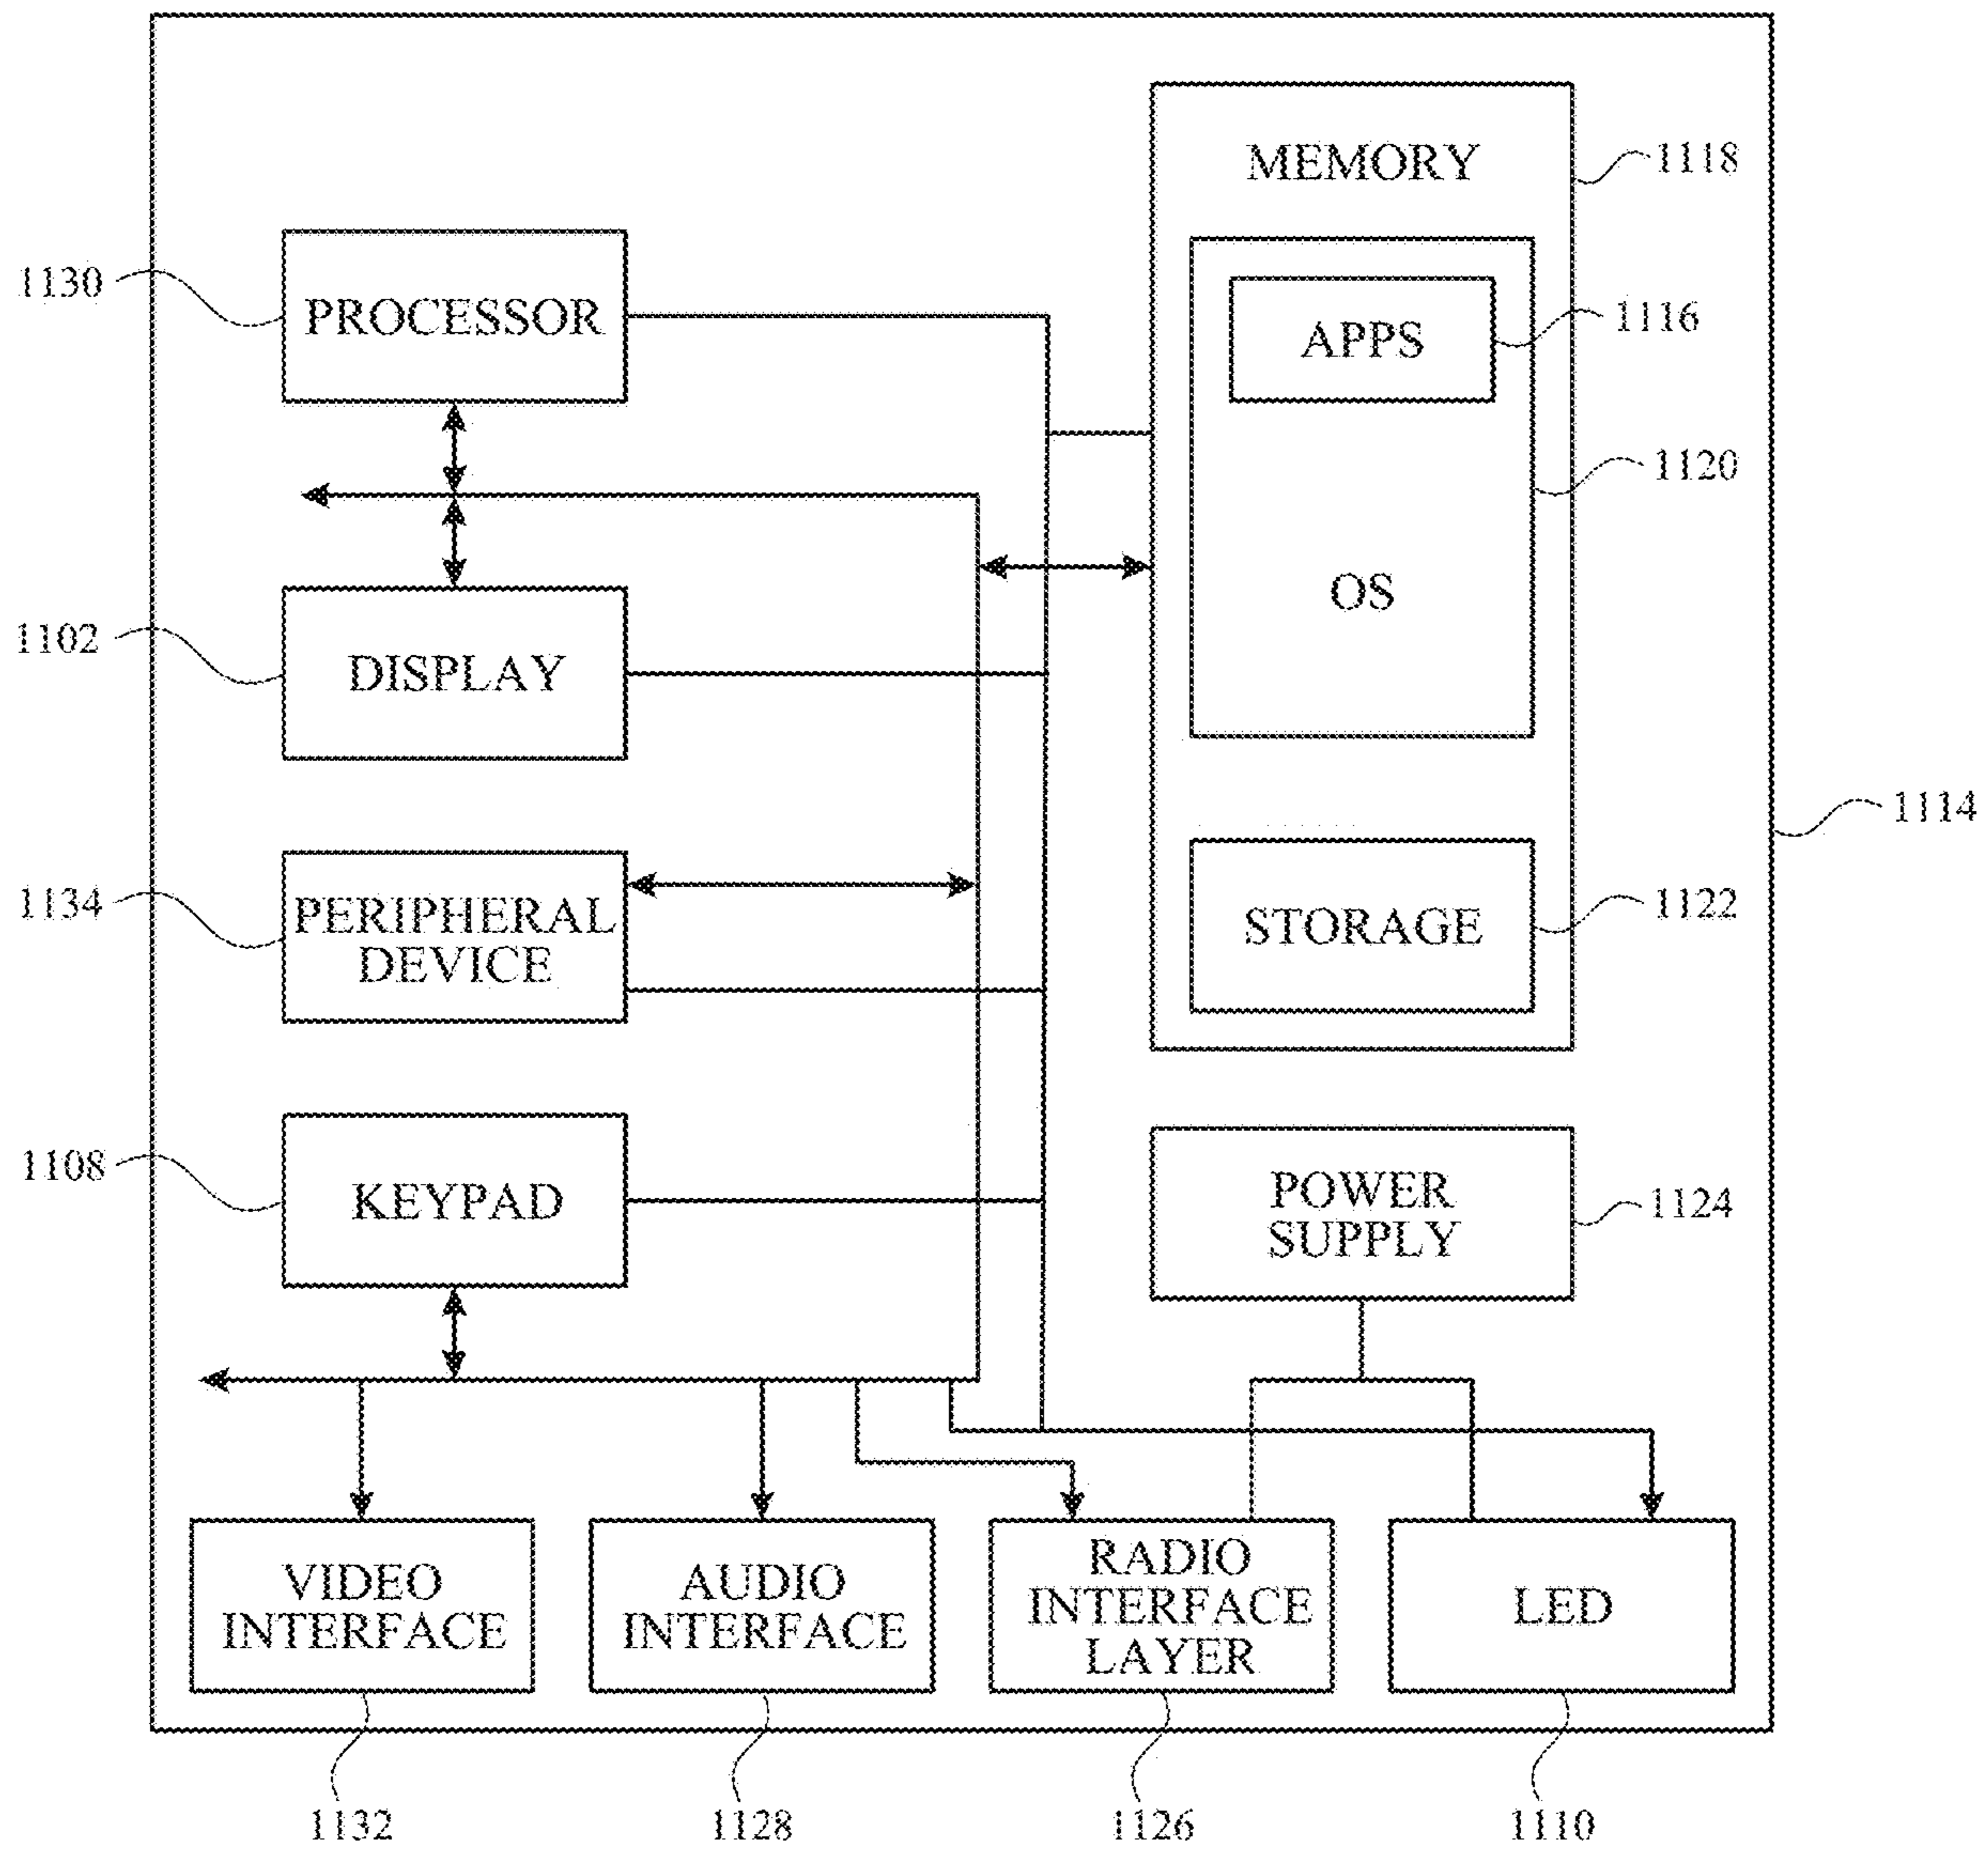 MEMORY
1118
1130
PROCESSOR
APPS
1116
1120
OS
1102
DISPLAY
1114
1134
PERIPHERAL
DEVICE
STORAGE
1122
1108
KEYPAD
POWER
SUPPLY
1124
VIDEO
INTERFACE
AUDIO
INTERFACE
RADIO
INTERFACE
LAYER
LED
1132
1128
1126
1110